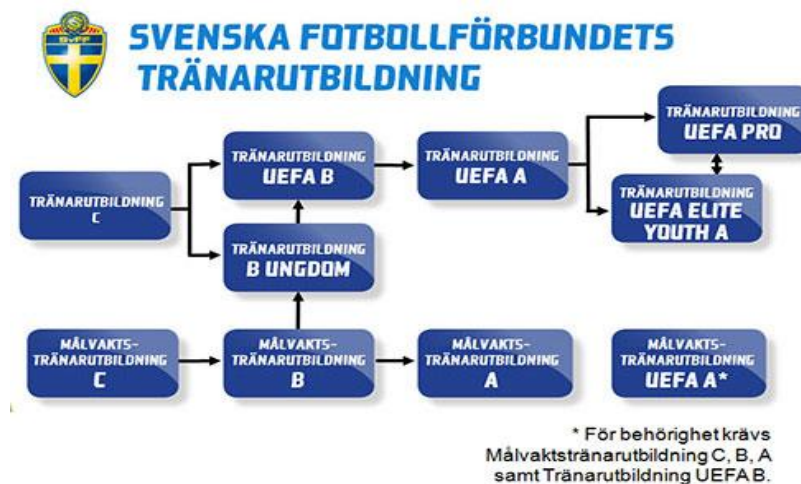 SvFF
SVENSKA FOTBOLLFÖRBUNDETS
TRÄNARUTBILDNING
TRÄNARUTBILDNING
C
TRÄNARUTBILDNING
UEFA B
TRÄNARUTBILDNING
B UNGDOM
TRÄNARUTBILDNING
UEFA A
TRÄNARUTBILDNING
UEFA PRO
TRÄNARUTBILDNING
UEFA ELITE
YOUTH A
MÅLVAKTS-
TRÄNARUTBILDNING
C
MÅLVAKTS-
TRÄNARUTBILDNING
B
MÅLVAKTS-
TRÄNARUTBILDNING
A
MÅLVAKTS-
TRÄNARUTBILDNING
UEFA A*
* För behörighet krävs
Målvaktstränarutbildning C, B, A
samt Tränarutbildning UEFA B.